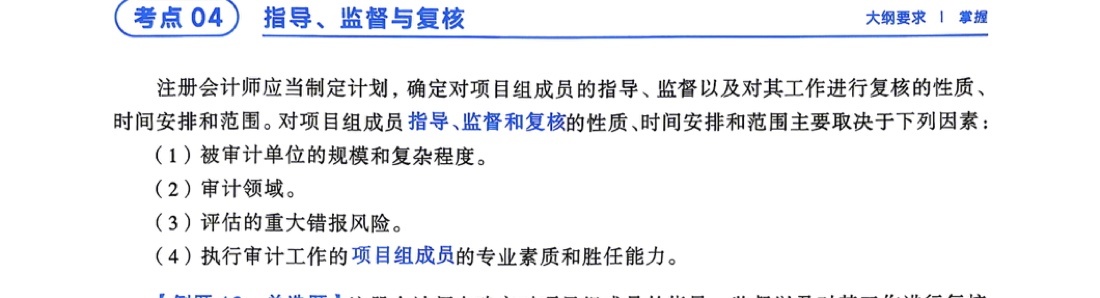 考点 04 指导、监督与复核 大纲要求 | 掌握
注册会计师应当制定计划，确定对项目组成员的指导、监督以及对其工作进行复核的性质、
时间安排和范围。对项目组成员指导、监督和复核的性质、时间安排和范围主要取决于下列因素：
（1）被审计单位的规模和复杂程度。
（2）审计领域。
（3）评估的重大错报风险。
（4）执行审计工作的项目组成员的专业素质和胜任能力。